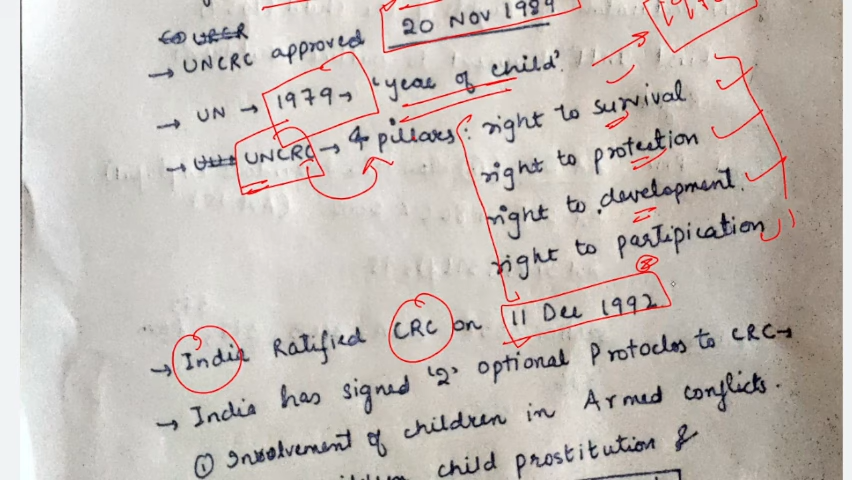 → UNCRC approved 20 Nov 1989
→ UN → 1979 → 'year of child'.
→ UNCRC → 4 pillars : right to survival
right to protection
right to development.
right to partipication
→ India Ratified CRC on 11 Dec 1992
→ India has signed '2' optional Protoclos to CRC→
① Involvement of children in Armed conflicts.
child prostitution &